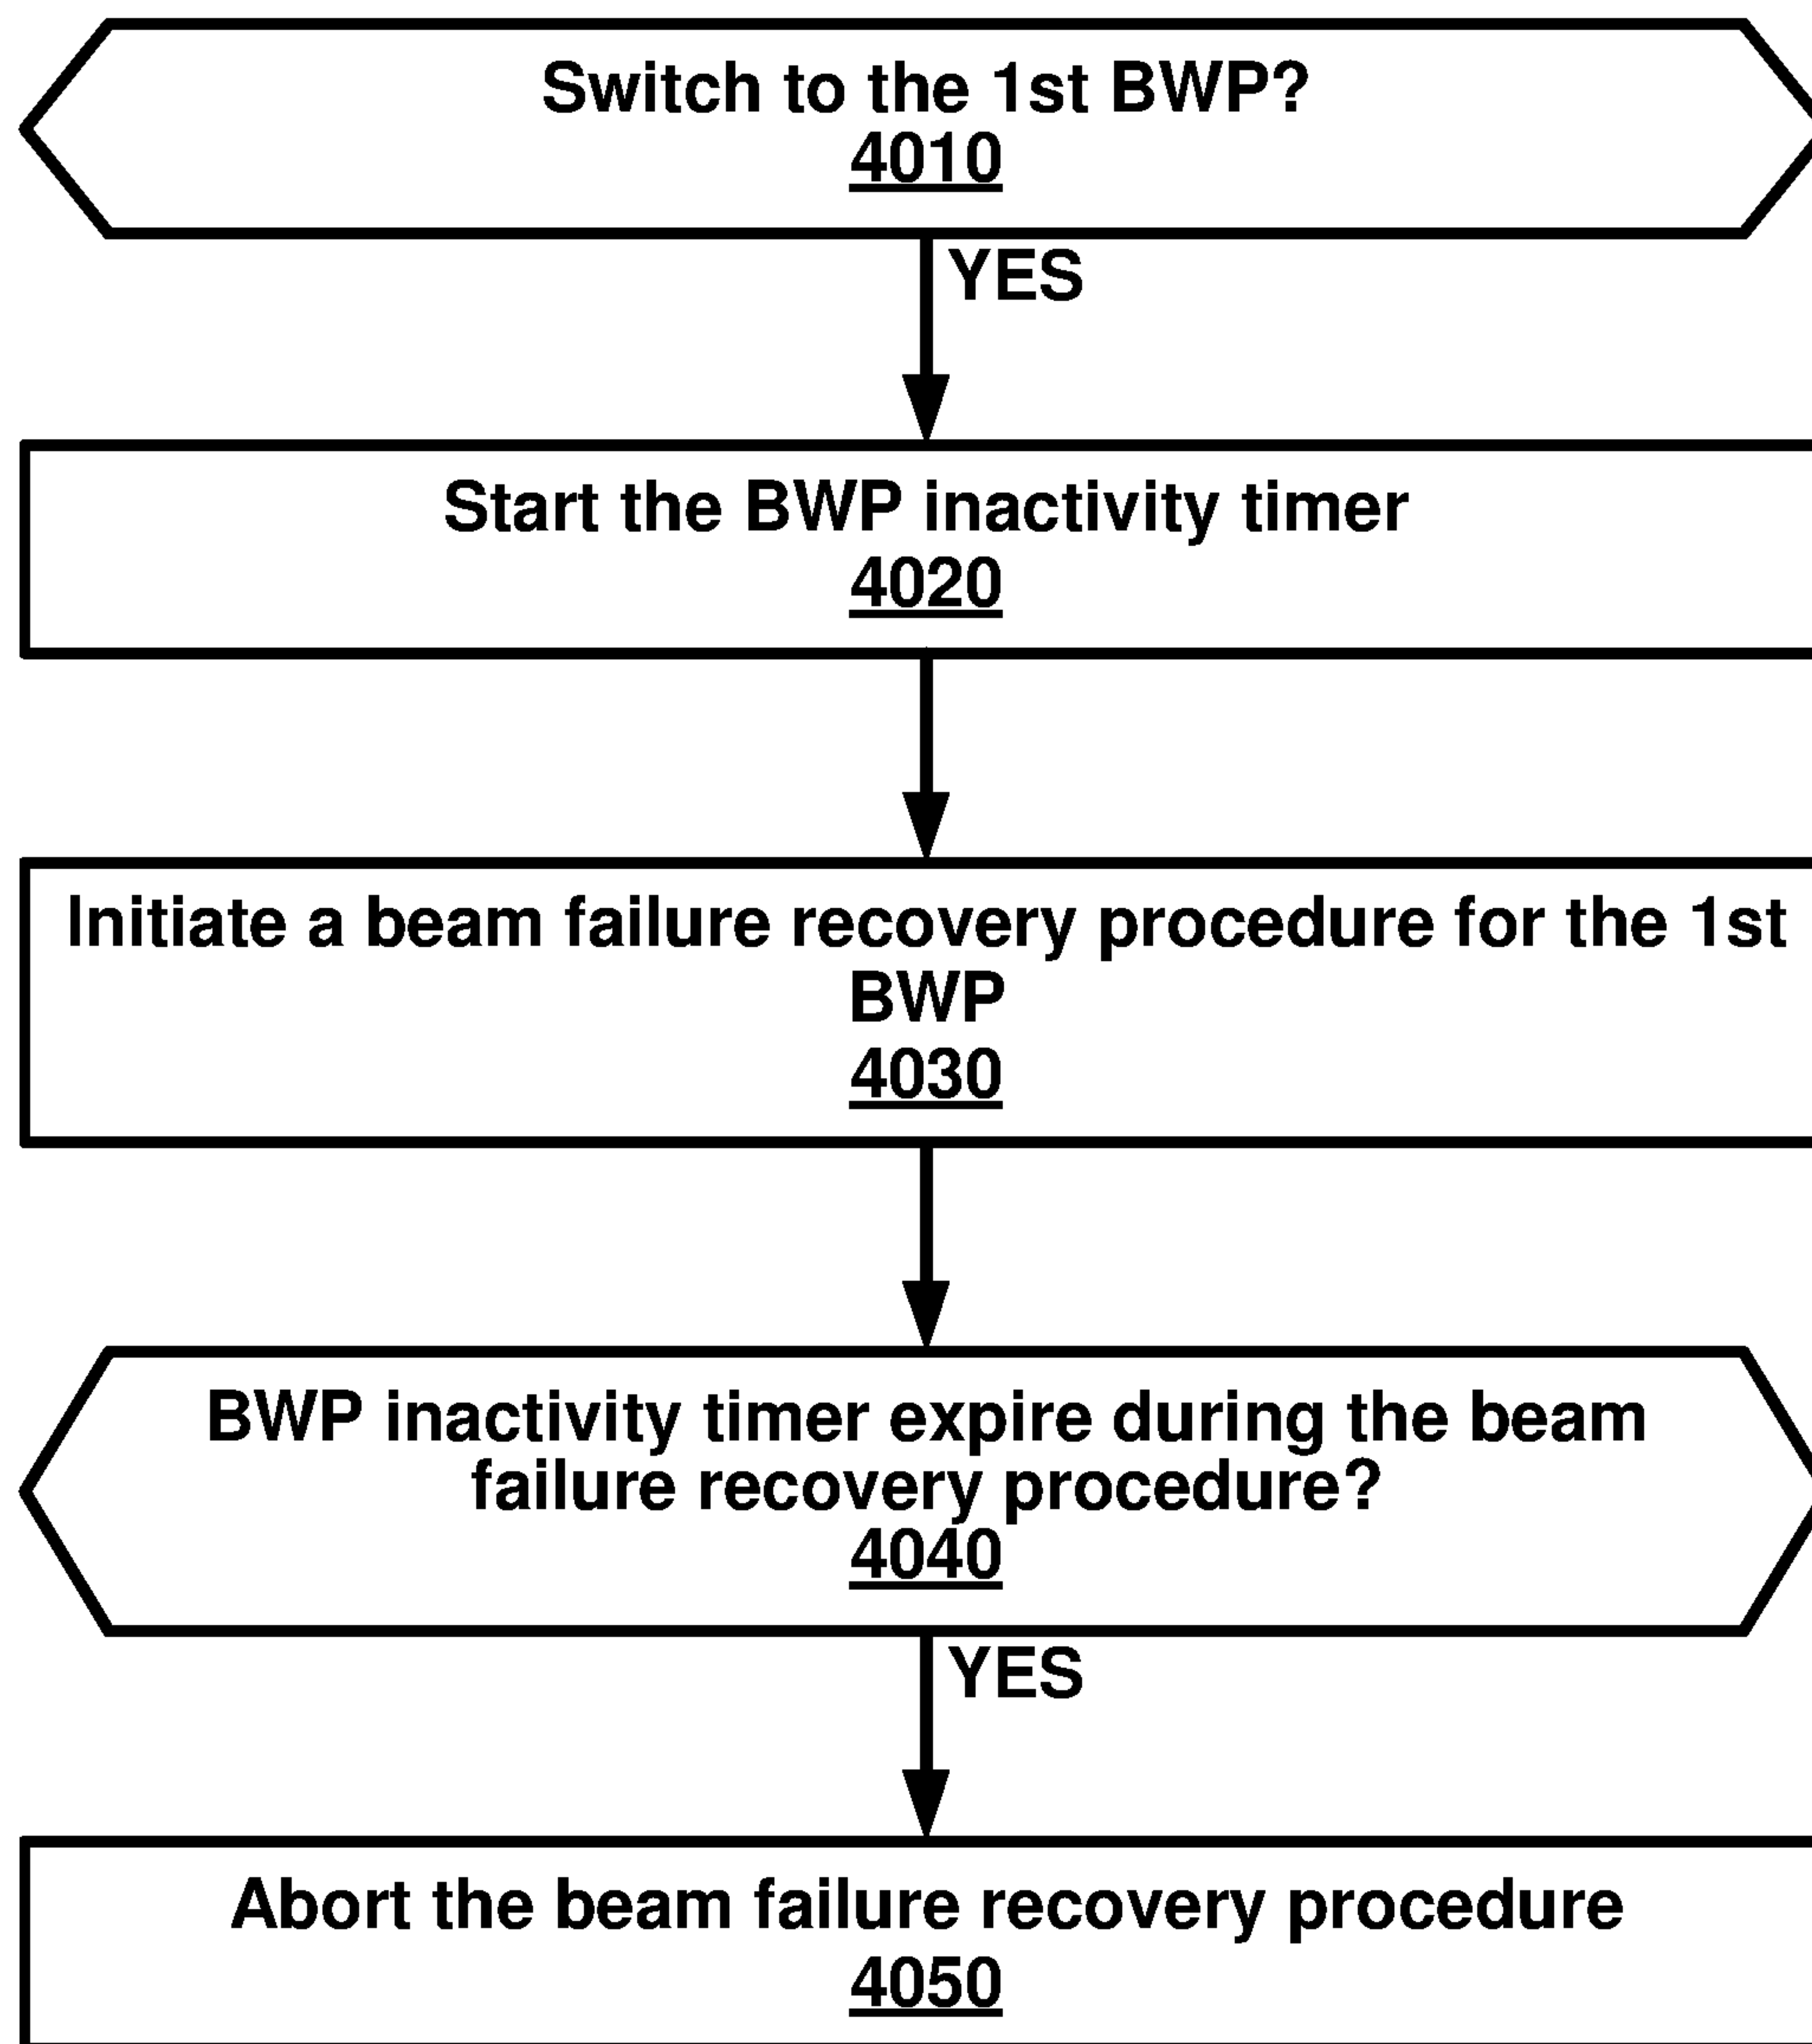 Switch to the 1st BWP?
4010
YES
Start the BWP inactivity timer
4020
Initiate a beam failure recovery procedure for the 1st
BWP
4030
BWP inactivity timer expire during the beam
failure recovery procedure?
4040
YES
Abort the beam failure recovery procedure
4050